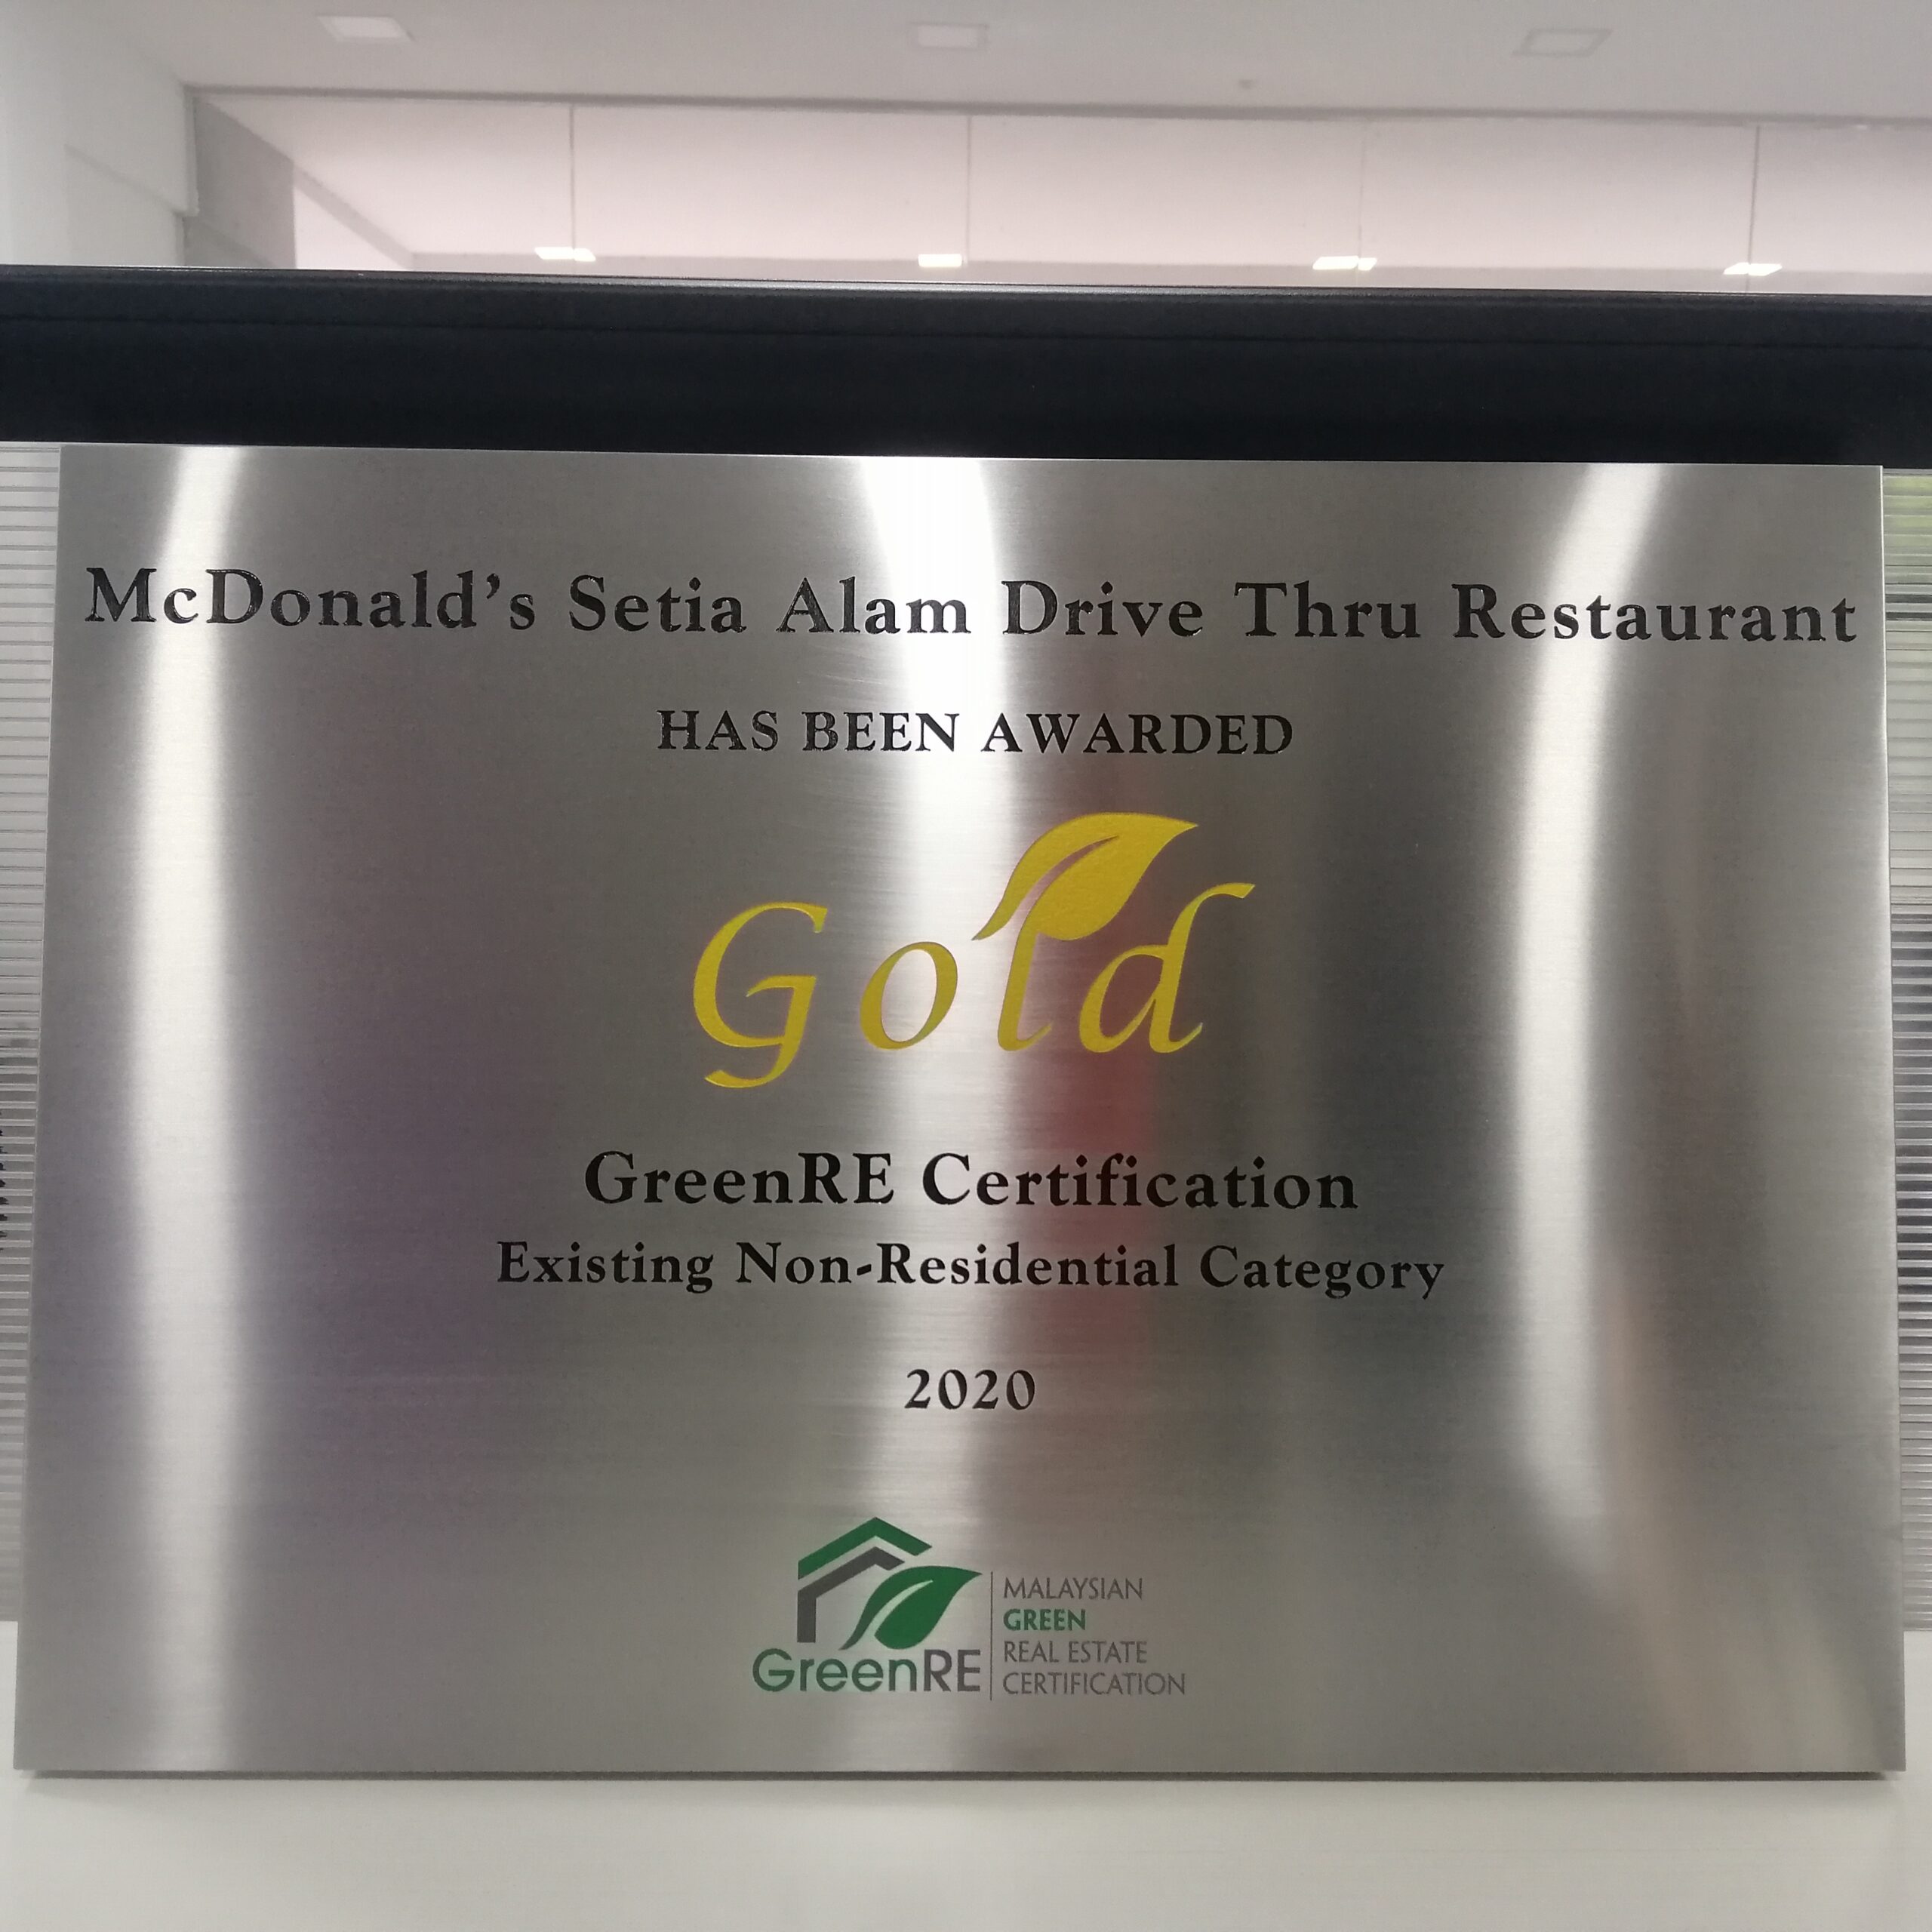 McDonald's Setia Alam Drive Thru Restaurant
HAS BEEN AWARDED
Gold
GreenRE Certification
Existing Non-Residential Category
2020
GreenRE
MALAYSIAN
GREEN
REAL ESTATE
CERTIFICATION